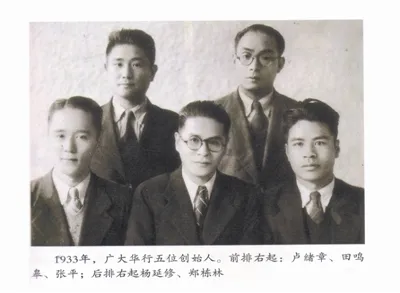 1933年，广大华行五位创始人。前排右起：卢绪章、田鸣
皋、张平；后排右起杨延修、郑栋林